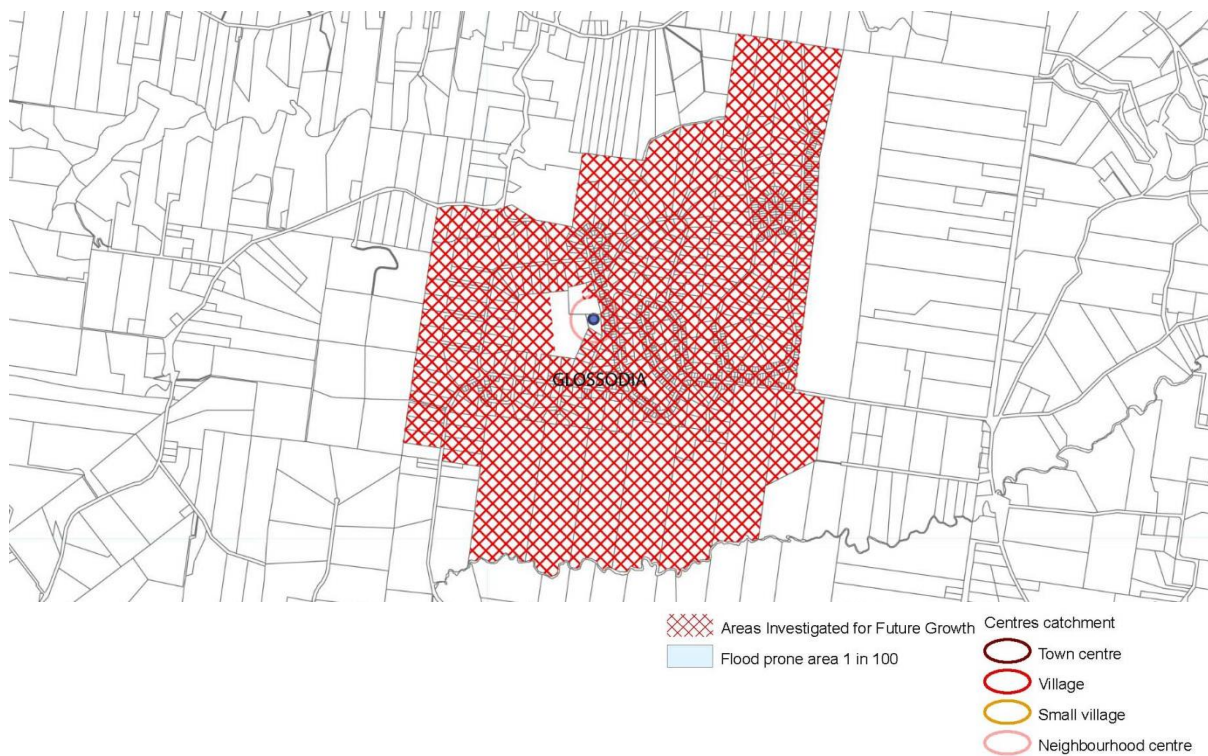 GLOSSODIA
Areas Investigated for Future Growth
Flood prone area 1 in 100
Centres catchment
Town centre
Village
Small village
Neighbourhood centre